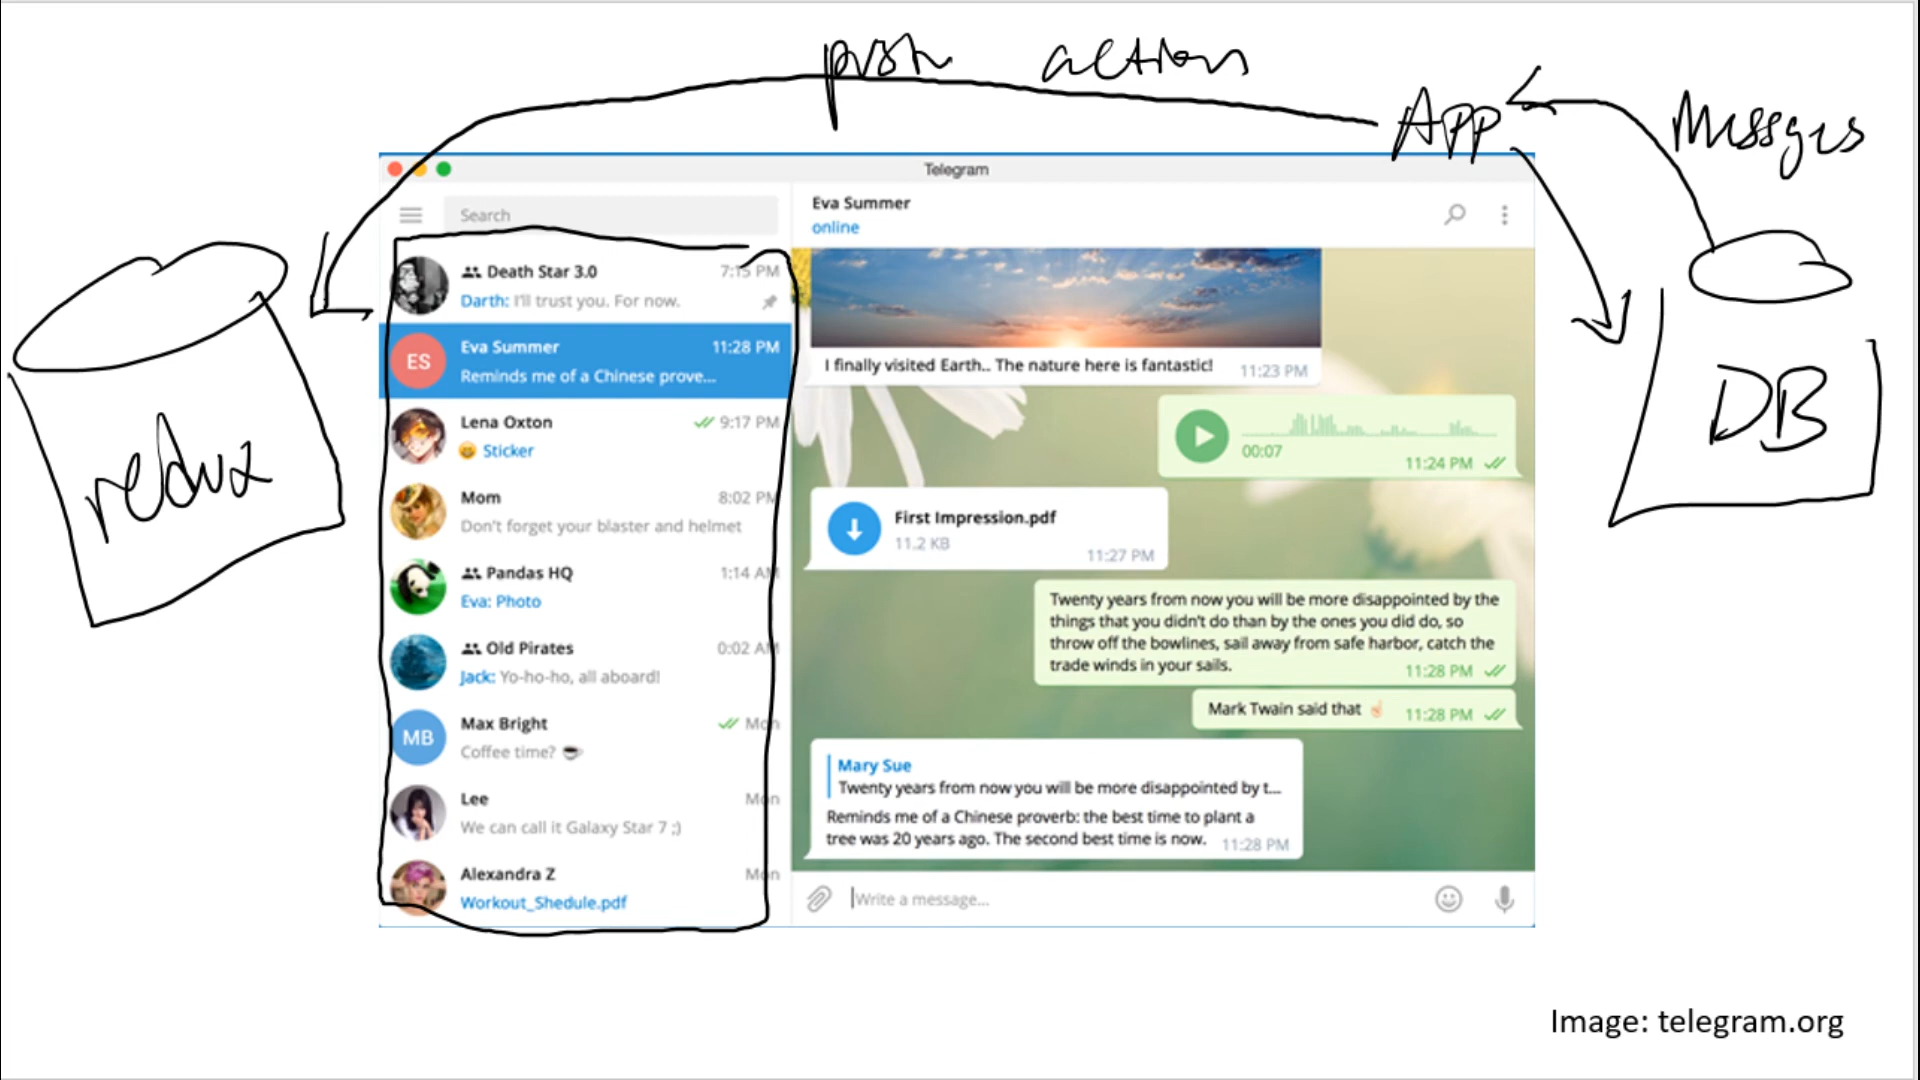 push action
App
Messges
Telegram
Search
Death Star 3.0 7:15 PM
Darth: I'll trust you. For now.
ES
Eva Summer 11:28 PM
Reminds me of a Chinese prove...
Lena Oxton 9:17 PM
Sticker
Mom 8:02 PM
Don't forget your blaster and helmet
Pandas HQ 1:14 AM
Eva: Photo
Old Pirates 0:02 AM
Jack: Yo-ho-ho, all aboard!
MB
Max Bright Mon
Coffee time? ☕
Lee Mon
We can call it Galaxy Star 7 ;)
Alexandra Z Mon
Workout_Shedule.pdf
Eva Summer
online
I finally visited Earth.. The nature here is fantastic! 11:23 PM
00:07
11:24 PM
First Impression.pdf
11.2 KB
11:27 PM
Twenty years from now you will be more disappointed by the
things that you didn't do than by the ones you did do, so
throw off the bowlines, sail away from safe harbor, catch the
trade winds in your sails.
11:28 PM
Mark Twain said that ☝ 11:28 PM
Mary Sue
Twenty years from now you will be more disappointed by t...
Reminds me of a Chinese proverb: the best time to plant a
tree was 20 years ago. The second best time is now. 11:28 PM
Write a message...
redux
DB
Image: telegram.org